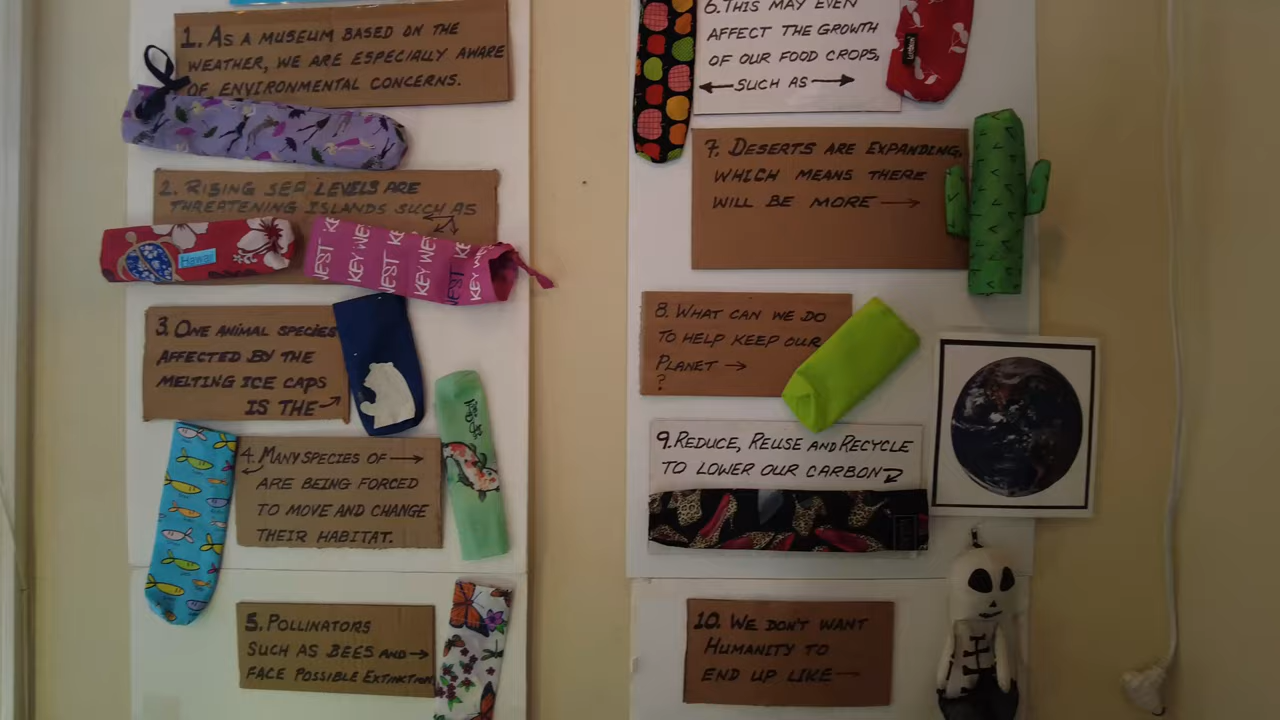 1. AS A MUSEUM BASED ON THE
WEATHER, WE ARE ESPECIALLY AWARE
OF ENVIRONMENTAL CONCERNS.
2. RISING SEA LEVELS ARE
THREATENING ISLANDS SUCH AS
Hawaii
WEST KEY WEST KEY WEST KEY WEST
3. ONE ANIMAL SPECIES
AFFECTED BY THE
MELTING ICE CAPS
IS THE
4. MANY SPECIES OF
ARE BEING FORCED
TO MOVE AND CHANGE
THEIR HABITAT.
5. POLLINATORS
SUCH AS BEES AND
FACE POSSIBLE EXTINCTION
6. THIS MAY EVEN
AFFECT THE GROWTH
OF OUR FOOD CROPS,
SUCH AS
7. DESERTS ARE EXPANDING,
WHICH MEANS THERE
WILL BE MORE
8. WHAT CAN WE DO
TO HELP KEEP OUR
PLANET
?
9. REDUCE, REUSE AND RECYCLE
TO LOWER OUR CARBON
10. WE DON'T WANT
HUMANITY TO
END UP LIKE